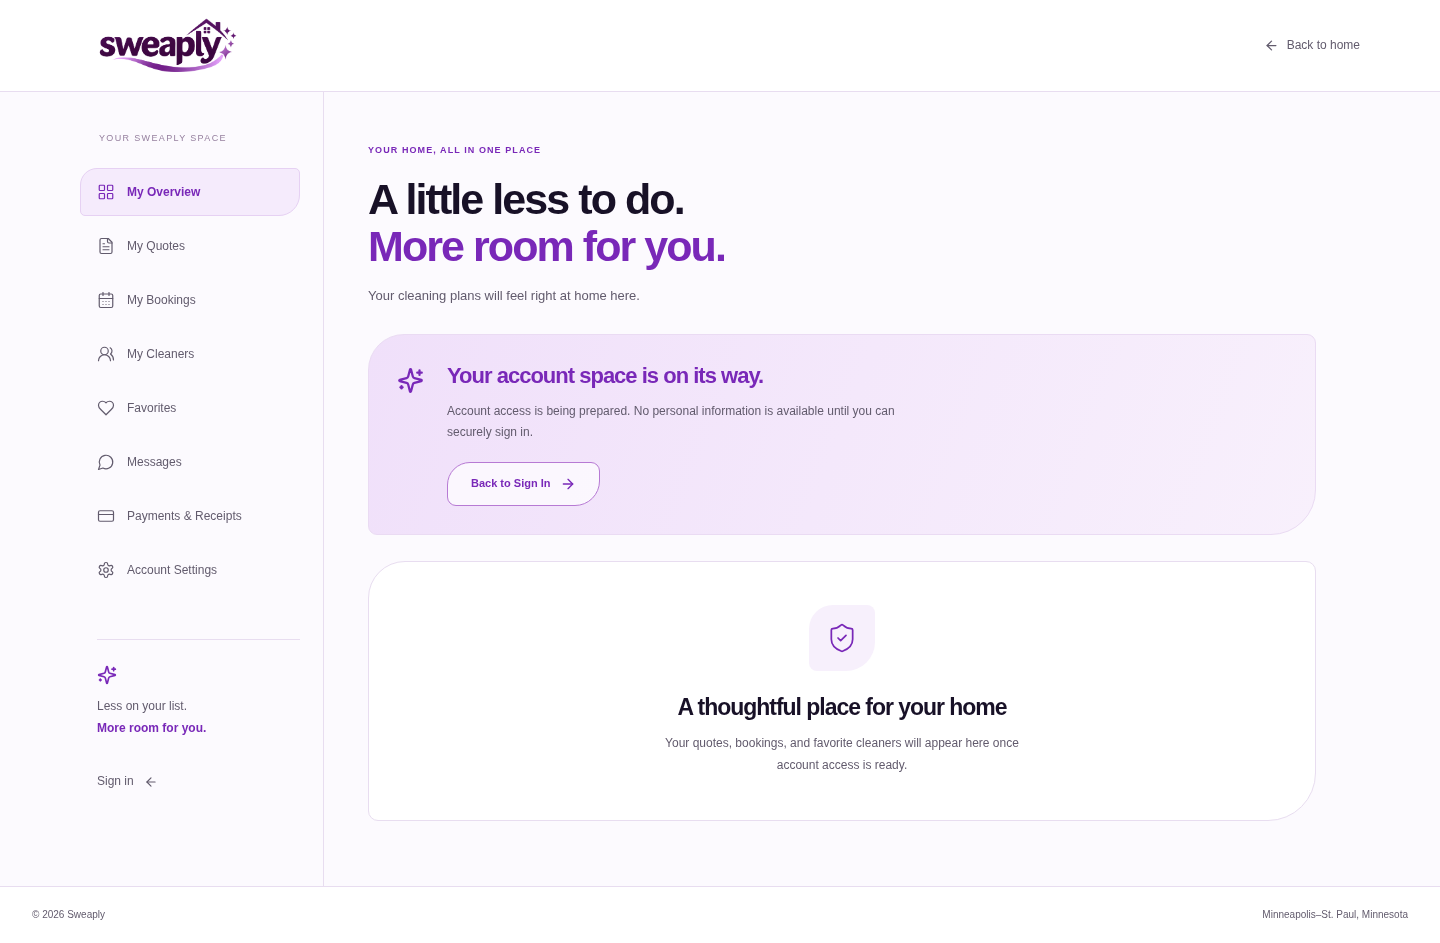 sweaply
Back to home
YOUR SWEAPLY SPACE
My Overview
My Quotes
My Bookings
My Cleaners
Favorites
Messages
Payments & Receipts
Account Settings
Less on your list.
More room for you.
Sign in
YOUR HOME, ALL IN ONE PLACE
A little less to do.
More room for you.
Your cleaning plans will feel right at home here.
Your account space is on its way.
Account access is being prepared. No personal information is available until you can
securely sign in.
Back to Sign In
A thoughtful place for your home
Your quotes, bookings, and favorite cleaners will appear here once
account access is ready.
© 2026 Sweaply
Minneapolis–St. Paul, Minnesota